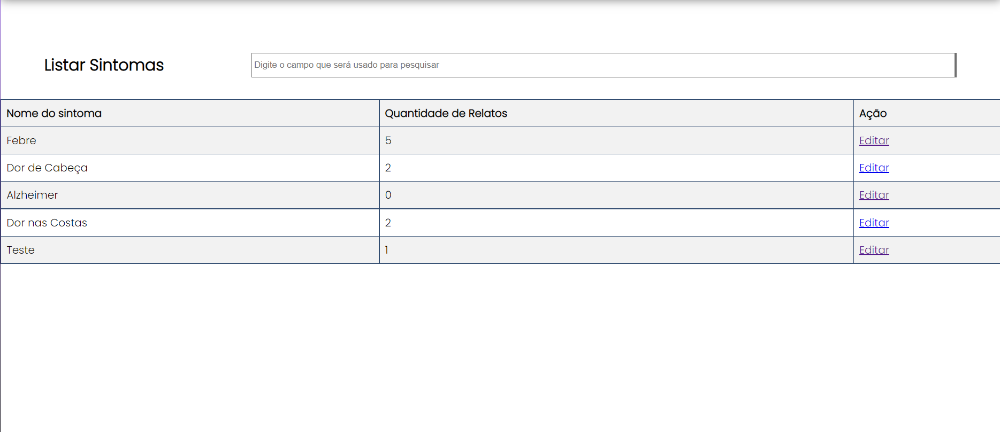 Listar Sintomas
Digite o campo que será usado para pesquisar
Nome do sintoma Quantidade de Relatos Ação
Febre 5 Editar
Dor de Cabeça 2 Editar
Alzheimer 0 Editar
Dor nas Costas 2 Editar
Teste 1 Editar